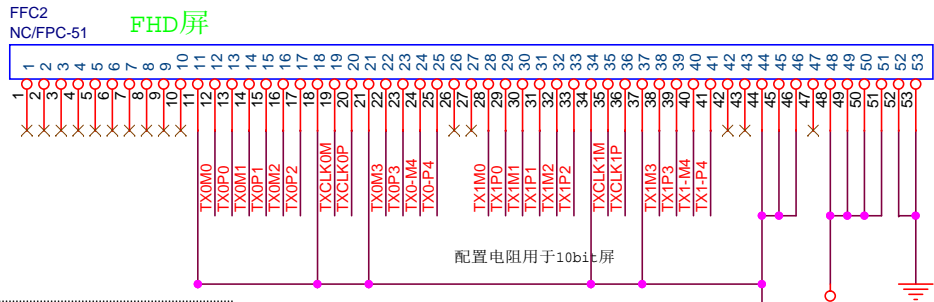 FFC2
NC/FPC-51
FHD屏
1 2 3 4 5 6 7 8 9 10 11 12 13 14 15 16 17 18 19 20 21 22 23 24 25 26 27 28 29 30 31 32 33 34 35 36 37 38 39 40 41 42 43 44 45 46 47 48 49 50 51 52 53
1 2 3 4 5 6 7 8 9 10 11 12 13 14 15 16 17 18 19 20 21 22 23 24 25 26 27 28 29 30 31 32 33 34 35 36 37 38 39 40 41 42 43 44 45 46 47 48 49 50 51 52 53
TX0M0
TX0P0
TX0M1
TX0P1
TX0M2
TX0P2
TXCLK0M
TXCLK0P
TX0M3
TX0P3
TX0-M4
TX0-P4
TX1M0
TX1P0
TX1M1
TX1P1
TX1M2
TX1P2
TXCLK1M
TXCLK1P
TX1M3
TX1P3
TX1-M4
TX1-P4
配置电阻用于10bit屏